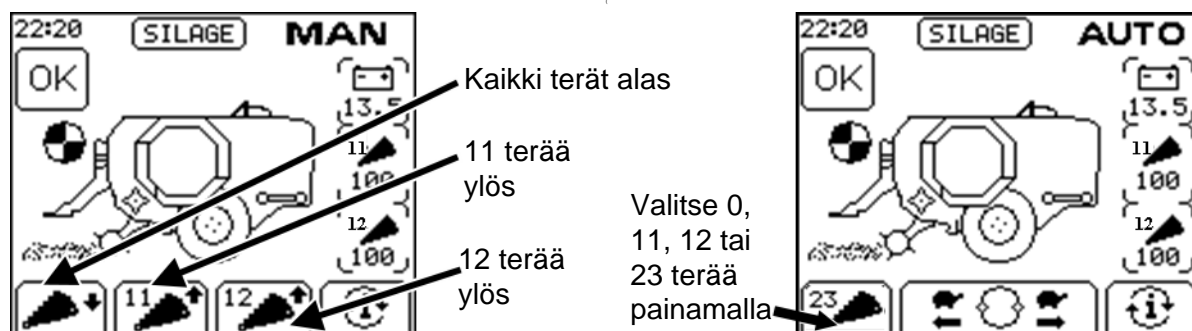 22:20 SILAGE MAN
OK
13.5
11
100
12
100
11 12
Kaikki terät alas
11 terää
ylös
12 terää
ylös
Valitse 0,
11, 12 tai
23 terää
painamalla
22:20 SILAGE AUTO
OK
13.5
11
100
12
100
23